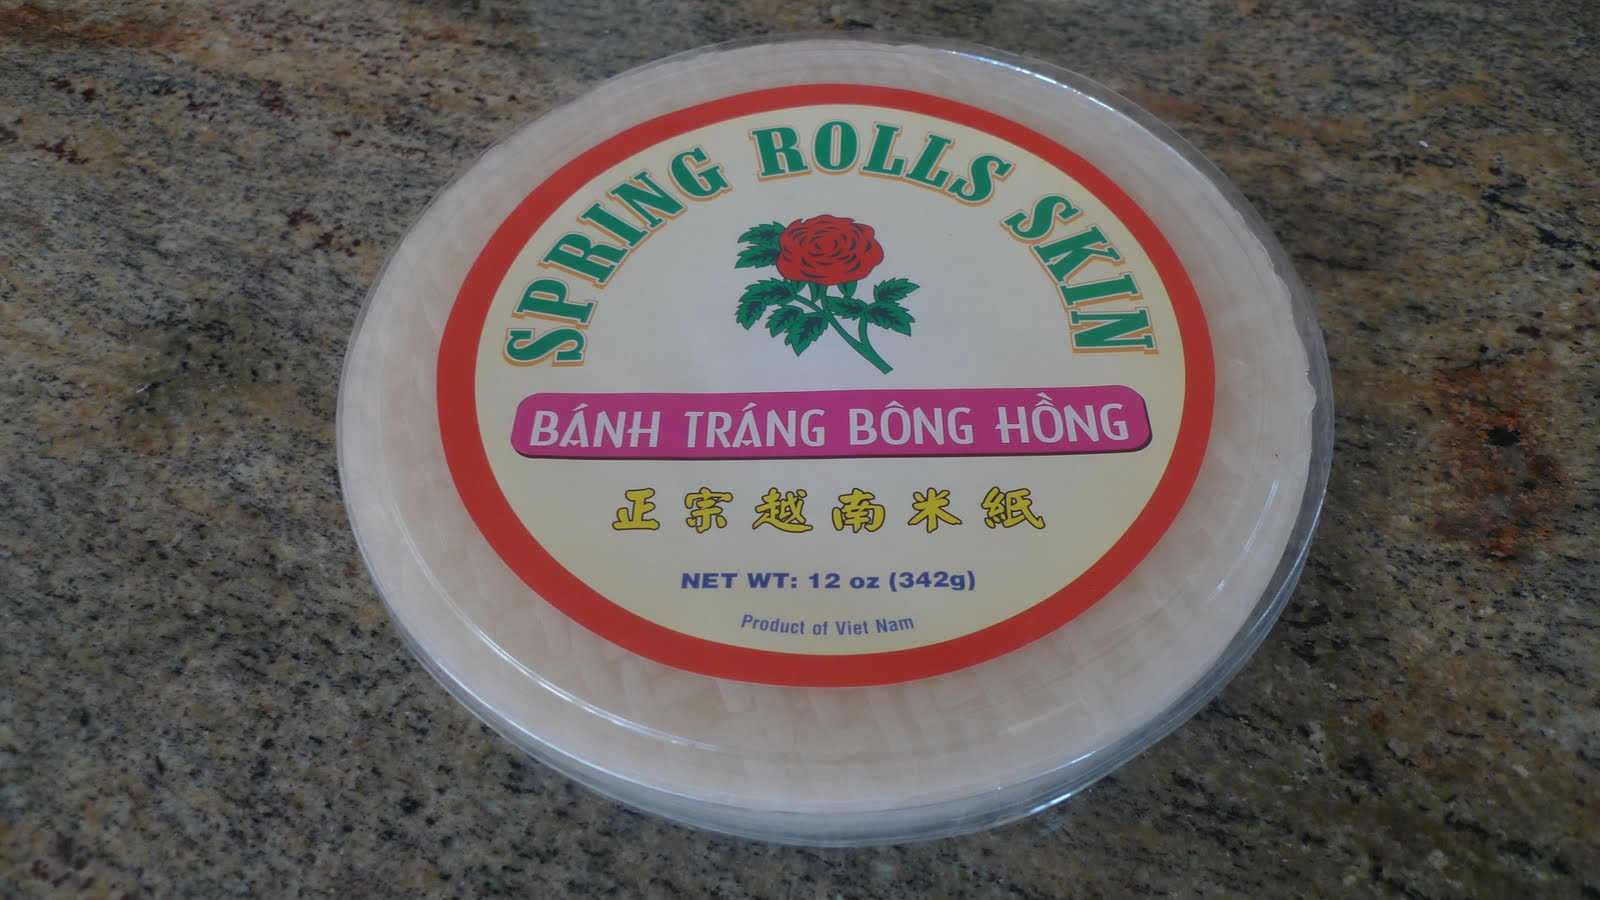 SPRING ROLLS SKIN
BÁNH TRÁNG BÔNG HỒNG
正宗越南米紙
NET WT: 12 oz (342g)
Product of Viet Nam